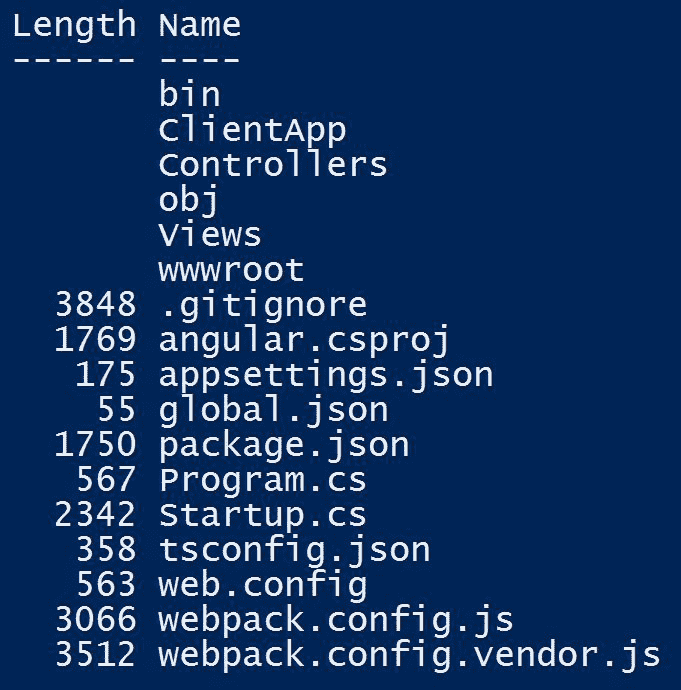 Length Name
------ ----
bin
ClientApp
Controllers
obj
Views
wwwroot
3848 .gitignore
1769 angular.csproj
175 appsettings.json
55 global.json
1750 package.json
567 Program.cs
2342 Startup.cs
358 tsconfig.json
563 web.config
3066 webpack.config.js
3512 webpack.config.vendor.js